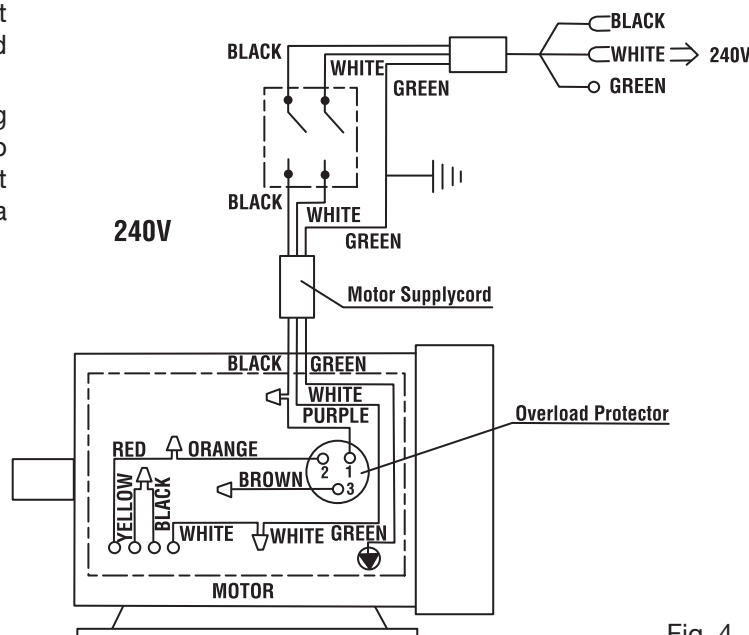 t
d
g
o
t
a
BLACK
WHITE
240V
GREEN
BLACK
WHITE
GREEN
BLACK
WHITE
GREEN
240V
Motor Supplycord
BLACK
GREEN
WHITE
PURPLE
Overload Protector
RED
ORANGE
2
1
BROWN
3
YELLOW
BLACK
WHITE
WHITE
GREEN
MOTOR
Fig. 4